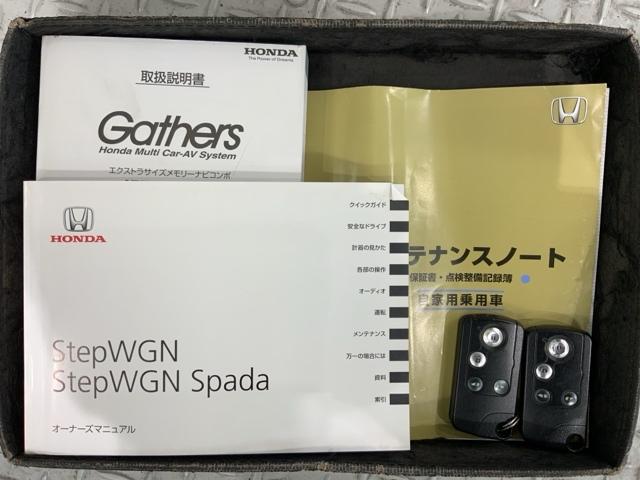 HONDA
The Power of Dreams
取扱説明書
Gathers
Honda Multi Car-AV System
エクストラサイズメモリーナビコンポ
HONDA
クイックガイド
安全なドライブ
計器の見かた
各部の操作
オーディオ
運転
メンテナンス
万一の場合には
資料
索引
StepWGN
StepWGN Spada
オーナーズマニュアル
テナンスノート
保証書・点検整備記録簿
自家用乗用車